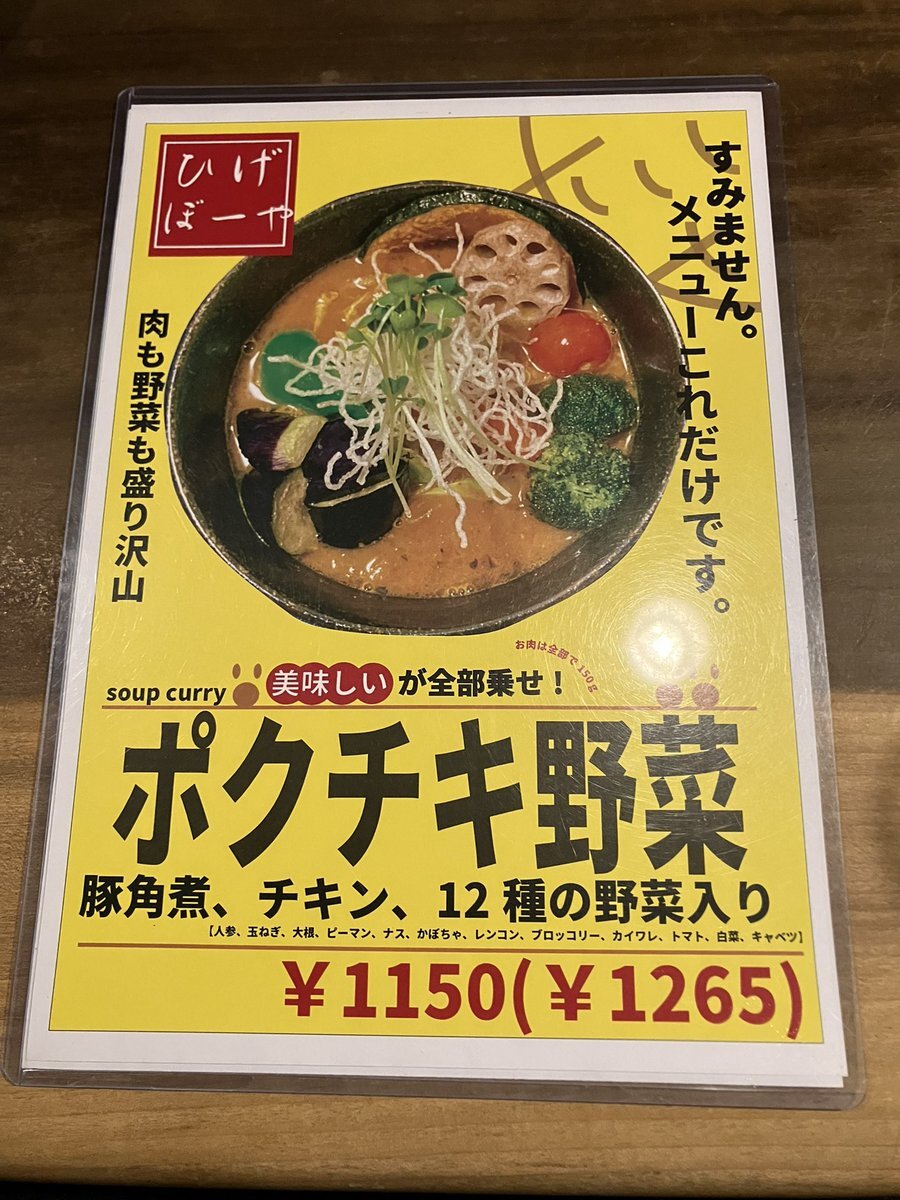 ひげ
ぼーや
すみません。
メニューこれだけです。
肉も野菜も盛り沢山
お肉は全部で150g
soup curry 美味しいが全部乗せ！
ポクチキ野菜
豚角煮、チキン、12種の野菜入り
【人参、玉ねぎ、大根、ピーマン、ナス、かぼちゃ、レンコン、ブロッコリー、カイワレ、トマト、白菜、キャベツ】
￥1150(￥1265)